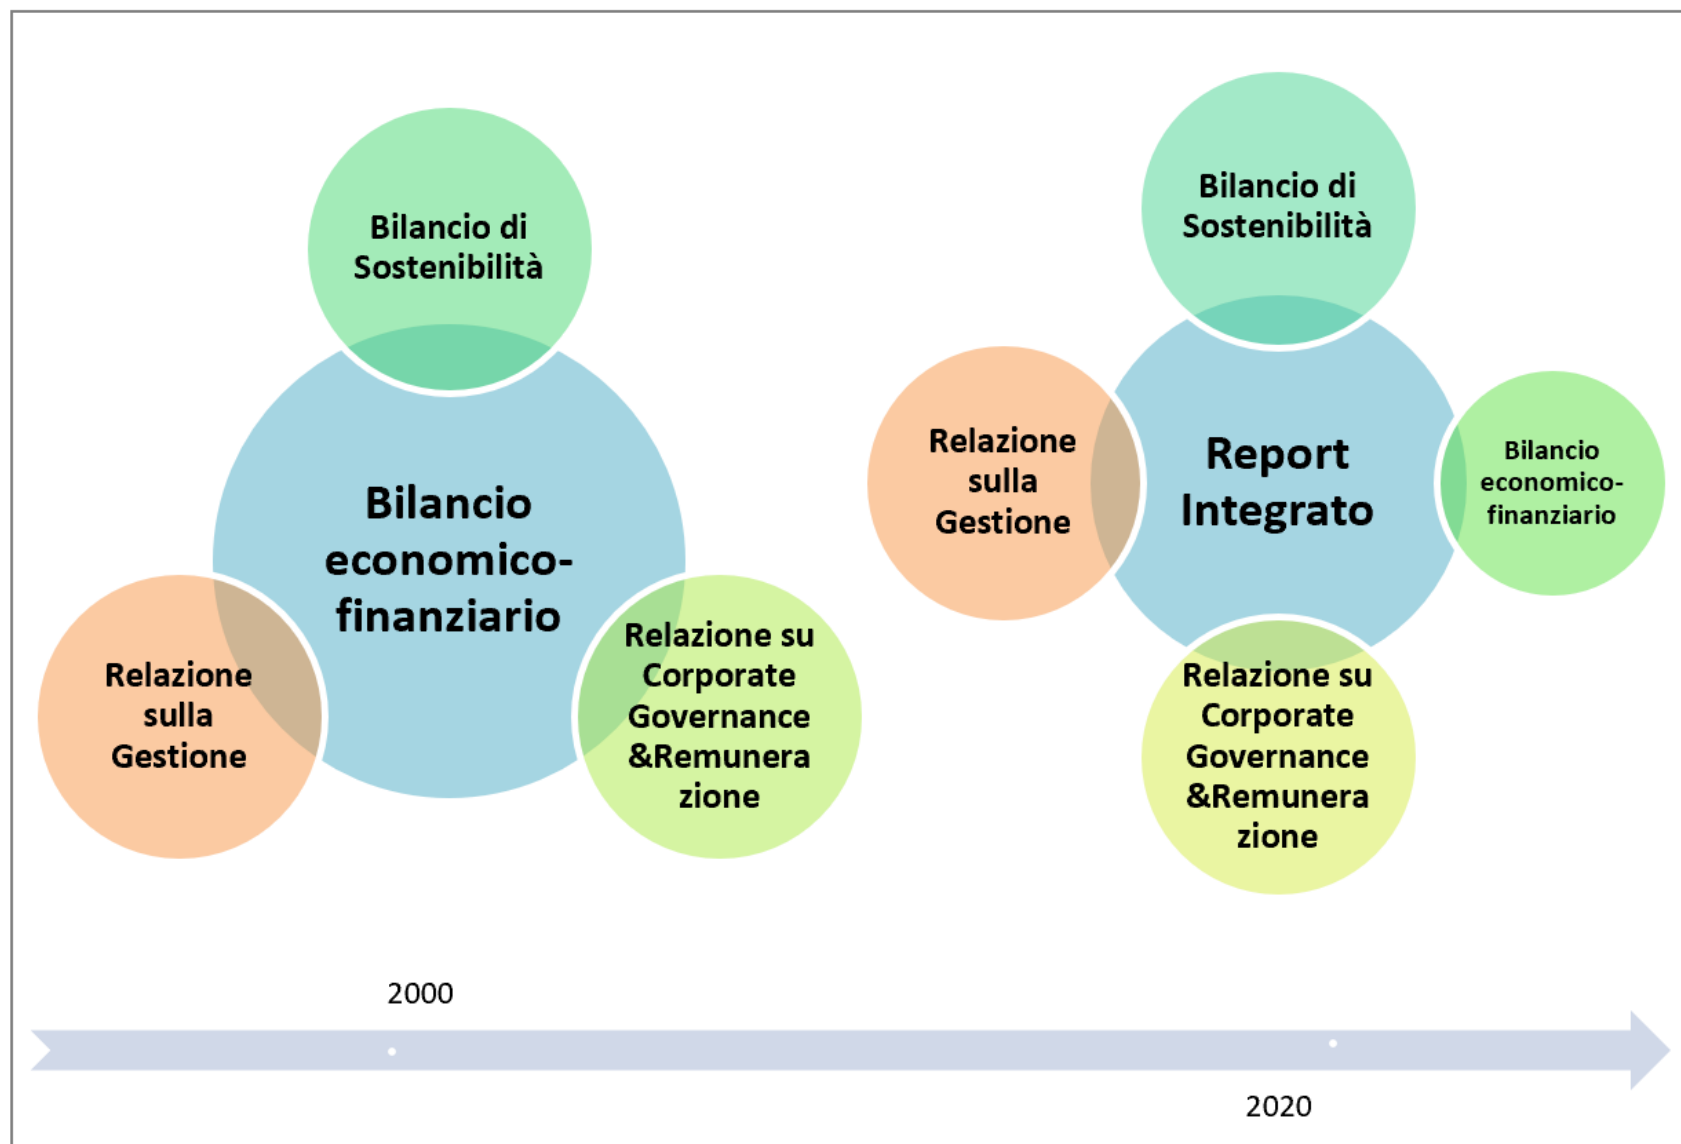 Bilancio di
Sostenibilità
Bilancio
economico-
finanziario
Relazione
sulla
Gestione
Relazione su
Corporate
Governance
&Remunera
zione
Bilancio di
Sostenibilità
Relazione
sulla
Gestione
Report
Integrato
Bilancio
economico-
finanziario
Relazione su
Corporate
Governance
&Remunera
zione
2000
2020